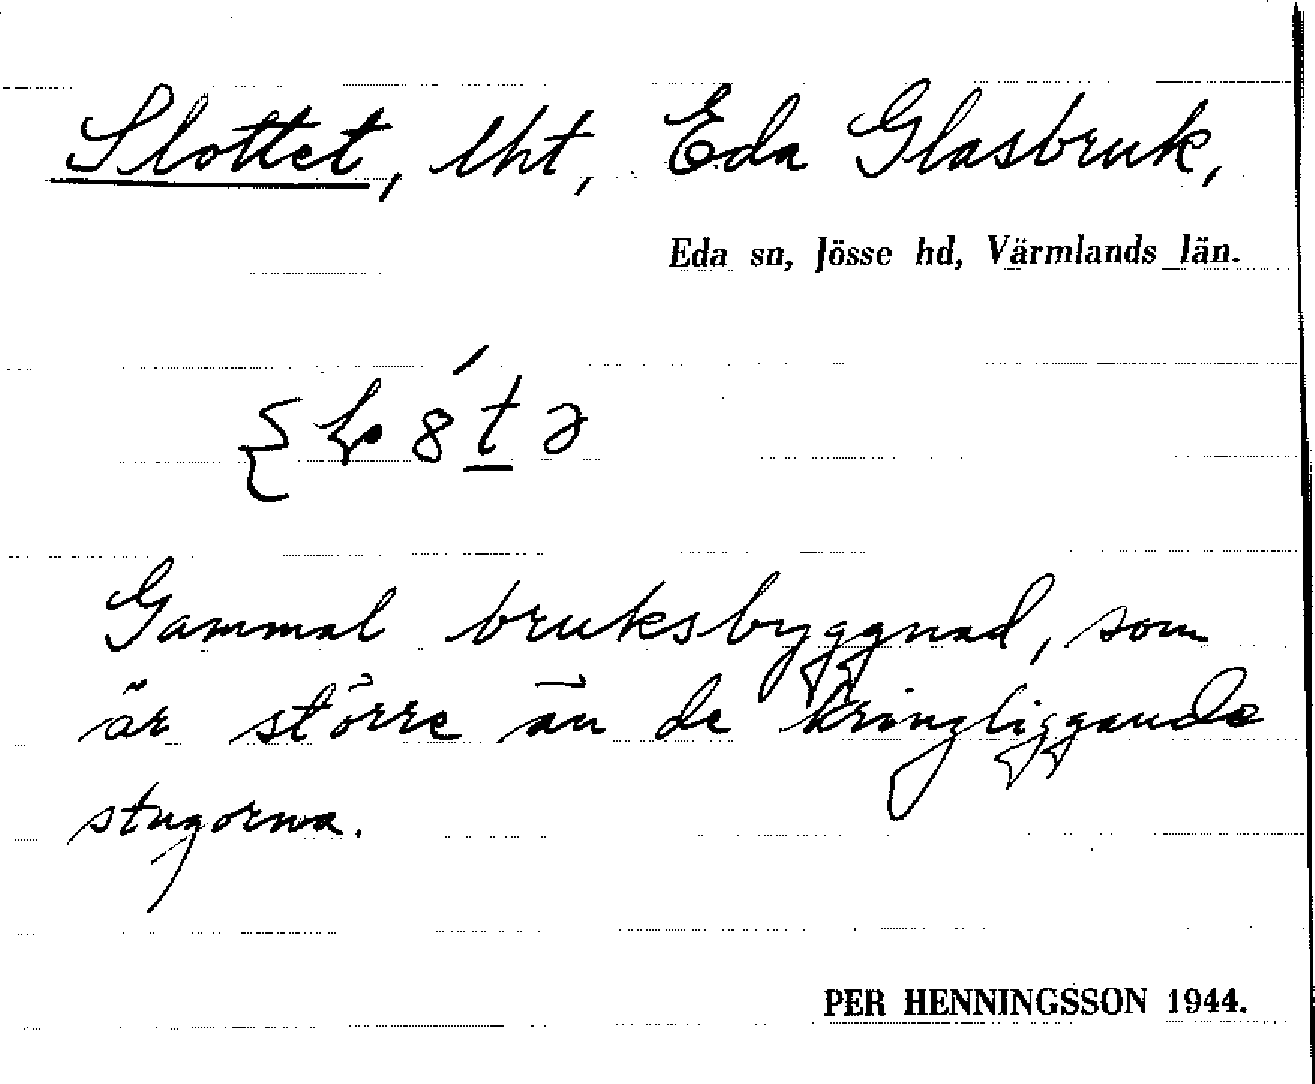 Slottet, lht, Eda Glasbruk,
Eda sn, Jösse hd, Värmlands län.
Gammal bruksbyggnad, som
är större än de kringliggande
stugorna.
PER HENNINGSSON 1944.